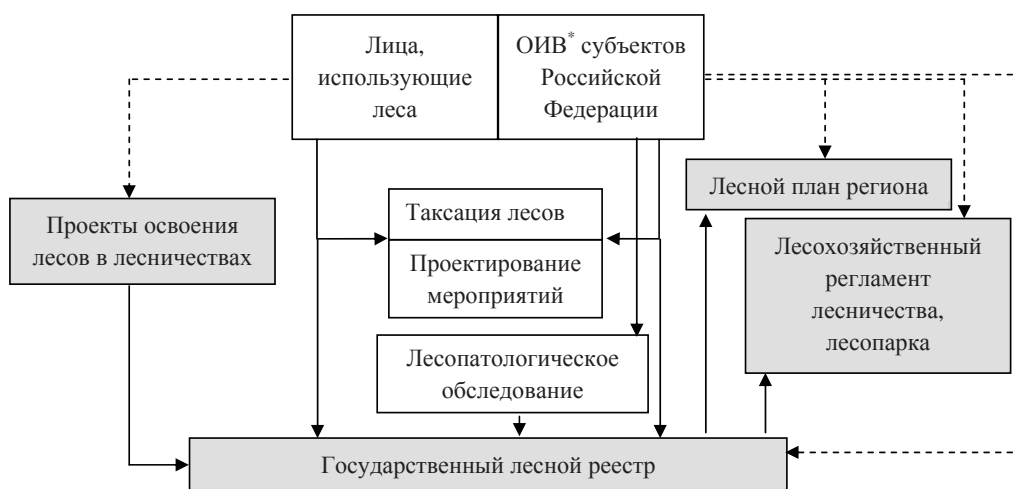 Лица,
использующие
леса
ОИВ* субъектов
Российской
Федерации
Лесной план региона
Проекты освоения
лесов в лесничествах
Таксация лесов
Проектирование
мероприятий
Лесохозяйственный
регламент
лесничества,
лесопарка
Лесопатологическое
обследование
Государственный лесной реестр